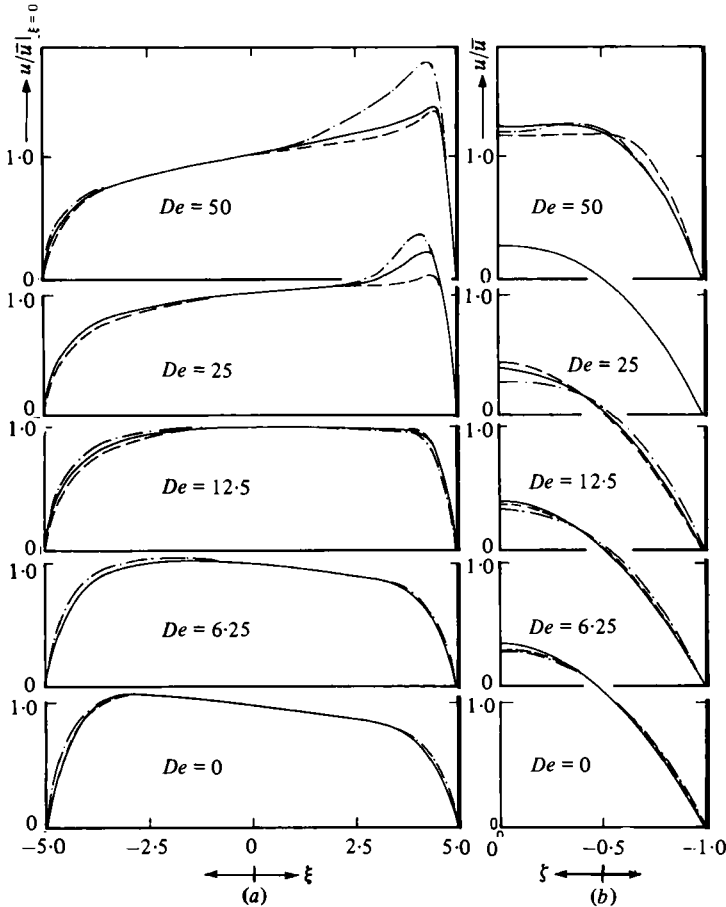 u/ū|ξ=0
u/ū
1·0
De = 50
De = 50
0
0
1·0
1·0
De = 25
De = 25
0
0
1·0
1·0
De = 12·5
De = 12·5
0
0
1·0
1·0
De = 6·25
De = 6·25
0
0
1·0
1·0
De = 0
De = 0
0
0
−5·0 −2·5 0 2·5 5·0
0 −0·5 −1·0
ξ
ζ
(a)
(b)